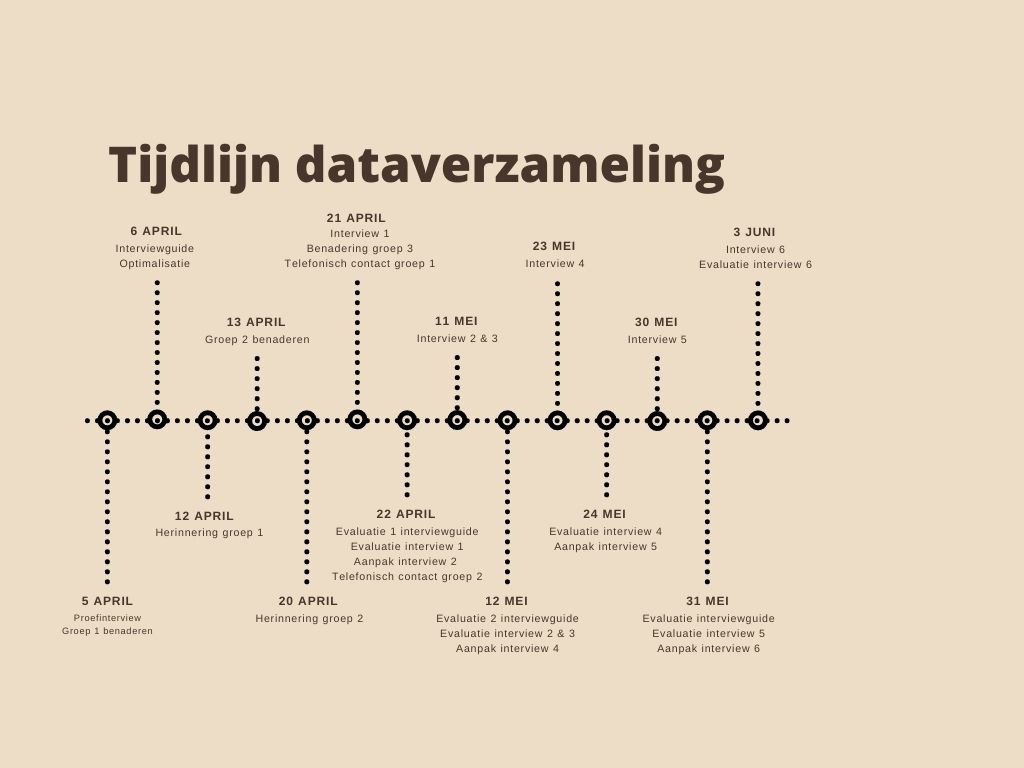 Tijdlijn dataverzameling
21 APRIL
Interview 1
Benadering groep 3
Telefonisch contact groep 1
6 APRIL
Interviewguide
Optimalisatie
23 MEI
Interview 4
3 JUNI
Interview 6
Evaluatie interview 6
13 APRIL
Groep 2 benaderen
11 MEI
Interview 2 & 3
30 MEI
Interview 5
12 APRIL
Herinnering groep 1
22 APRIL
Evaluatie 1 interviewguide
Evaluatie interview 1
Aanpak interview 2
Telefonisch contact groep 2
24 MEI
Evaluatie interview 4
Aanpak interview 5
5 APRIL
Proefinterview
Groep 1 benaderen
20 APRIL
Herinnering groep 2
12 MEI
Evaluatie 2 interviewguide
Evaluatie interview 2 & 3
Aanpak interview 4
31 MEI
Evaluatie interviewguide
Evaluatie interview 5
Aanpak interview 6